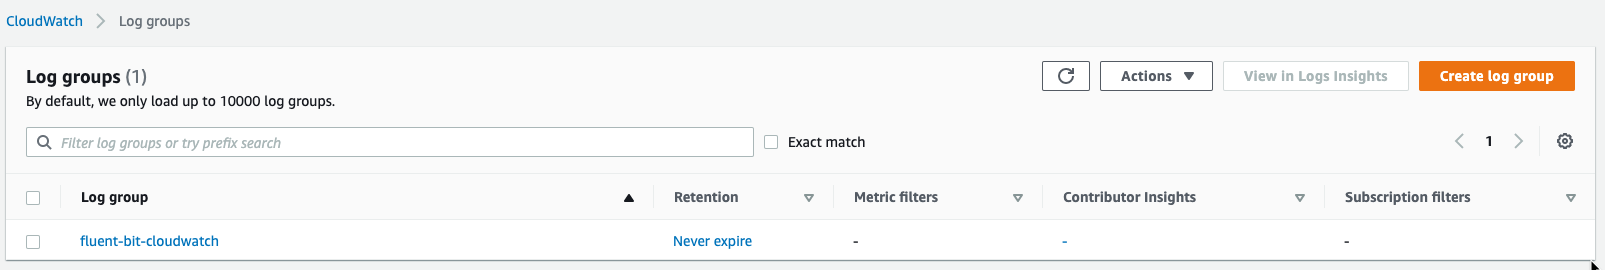 CloudWatch > Log groups
Log groups (1)
Actions
View in Logs Insights
Create log group
By default, we only load up to 10000 log groups.
Filter log groups or try prefix search
Exact match
1
Log group
Retention
Metric filters
Contributor Insights
Subscription filters
fluent-bit-cloudwatch
Never expire
-
-
-